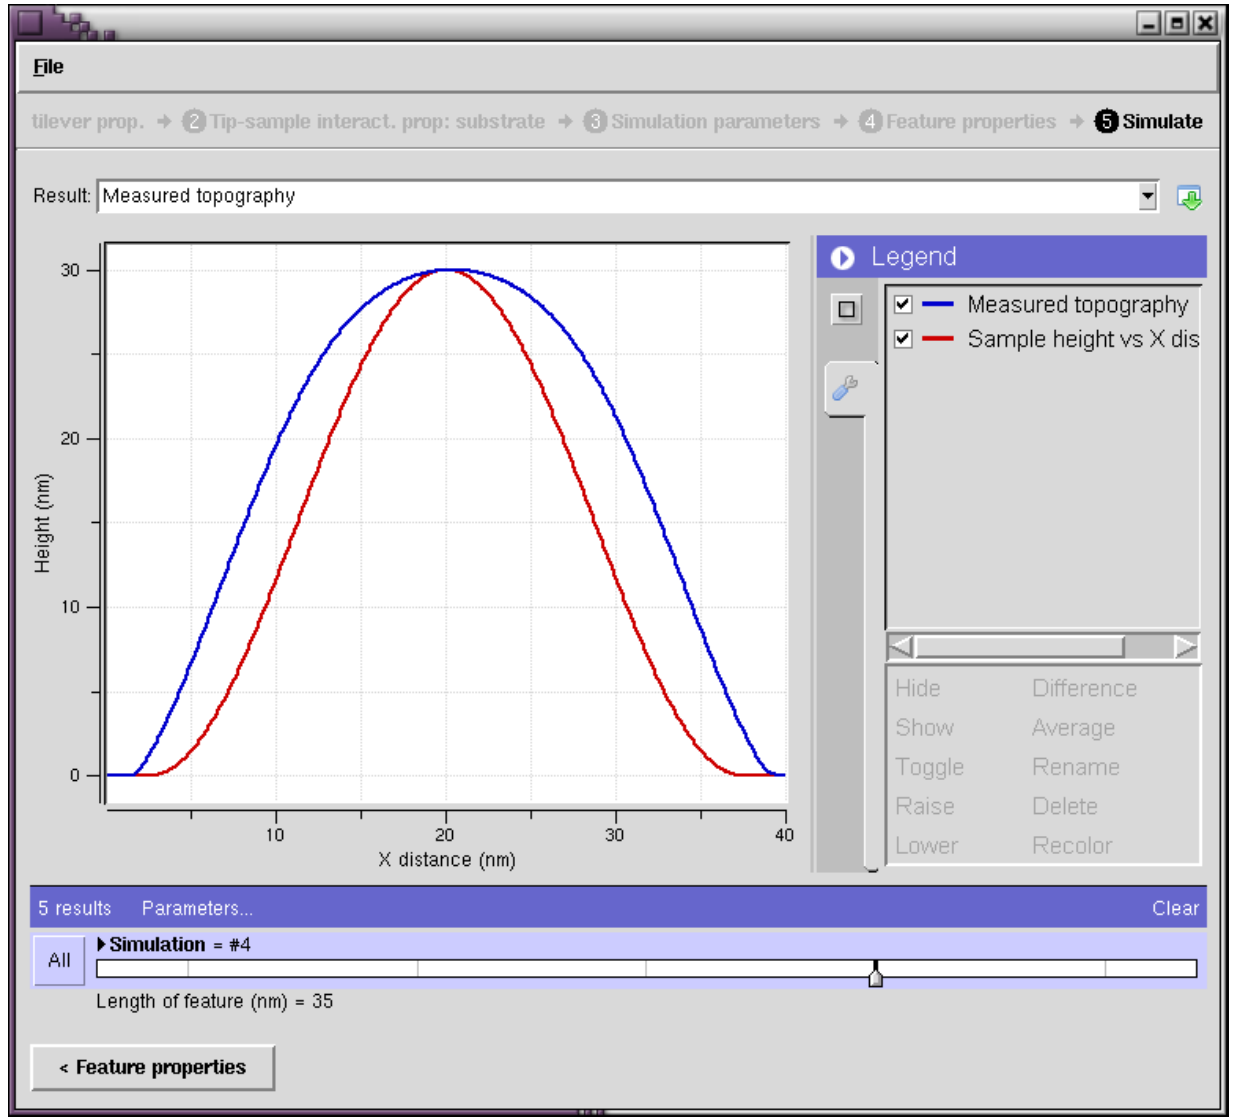 File
tilever prop. → 2 Tip-sample interact. prop: substrate → 3 Simulation parameters → 4 Feature properties → 5 Simulate
Result: Measured topography
Legend
Measured topography
Sample height vs X dis
30
20
10
0
Height (nm)
10 20 30 40
X distance (nm)
Hide Difference
Show Average
Toggle Rename
Raise Delete
Lower Recolor
5 results Parameters... Clear
All
Simulation = #4
Length of feature (nm) = 35
< Feature properties